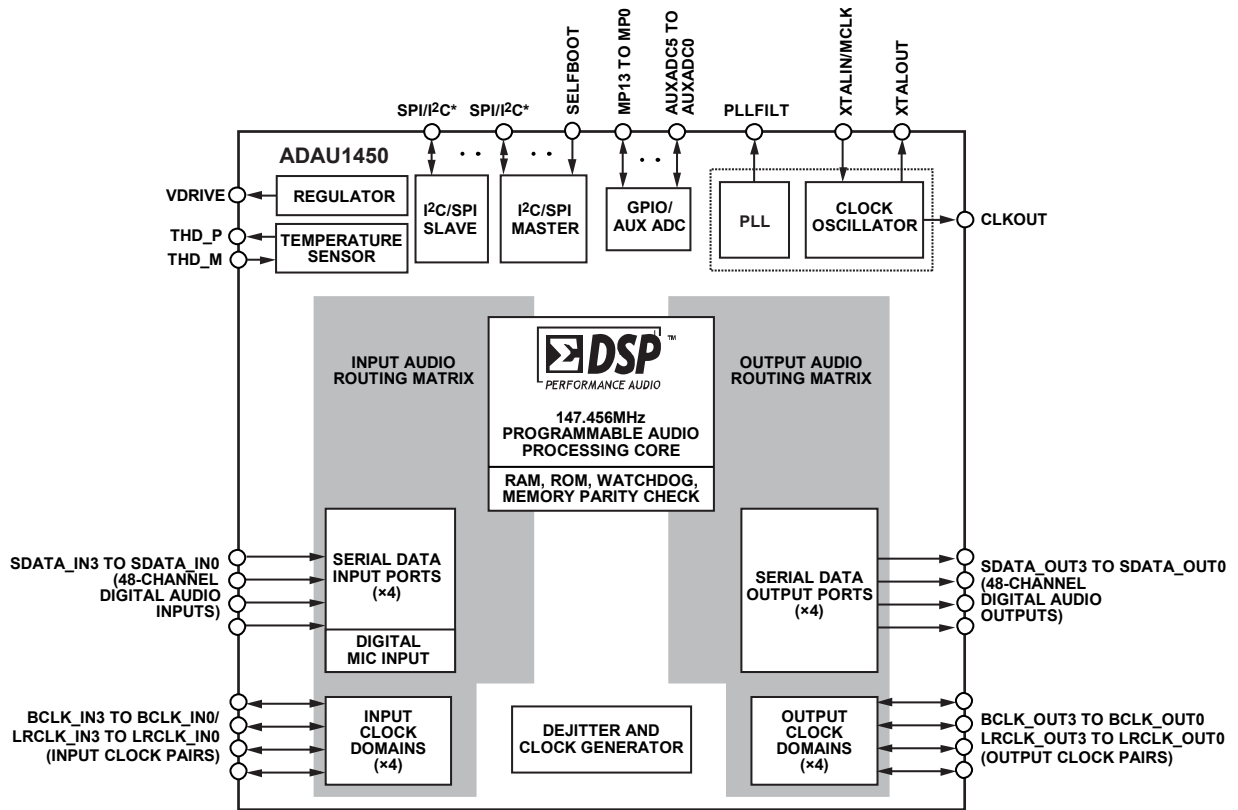 SELFBOOT
MP13 TO MP0
AUXADC5 TO
AUXADC0
XTALIN/MCLK
XTALOUT
SPI/I²C* SPI/I²C*
PLLFILT
ADAU1450
VDRIVE
REGULATOR
THD_P
THD_M
TEMPERATURE
SENSOR
I²C/SPI
SLAVE
I²C/SPI
MASTER
GPIO/
AUX ADC
PLL
CLOCK
OSCILLATOR
CLKOUT
INPUT AUDIO
ROUTING MATRIX
ΣDSP™
PERFORMANCE AUDIO
147.456MHz
PROGRAMMABLE AUDIO
PROCESSING CORE
RAM, ROM, WATCHDOG,
MEMORY PARITY CHECK
OUTPUT AUDIO
ROUTING MATRIX
SDATA_IN3 TO SDATA_IN0
(48-CHANNEL
DIGITAL AUDIO
INPUTS)
SERIAL DATA
INPUT PORTS
(×4)
DIGITAL
MIC INPUT
SERIAL DATA
OUTPUT PORTS
(×4)
SDATA_OUT3 TO SDATA_OUT0
(48-CHANNEL
DIGITAL AUDIO
OUTPUTS)
BCLK_IN3 TO BCLK_IN0/
LRCLK_IN3 TO LRCLK_IN0
(INPUT CLOCK PAIRS)
INPUT
CLOCK
DOMAINS
(×4)
DEJITTER AND
CLOCK GENERATOR
OUTPUT
CLOCK
DOMAINS
(×4)
BCLK_OUT3 TO BCLK_OUT0
LRCLK_OUT3 TO LRCLK_OUT0
(OUTPUT CLOCK PAIRS)